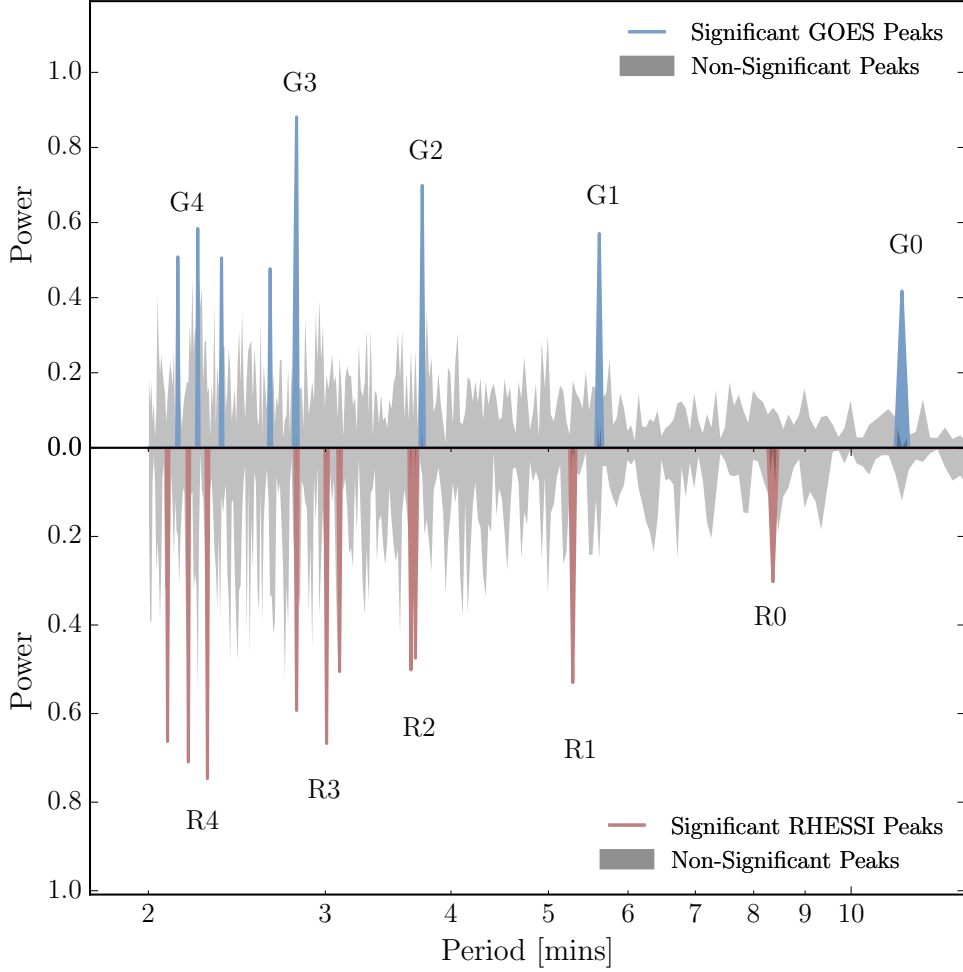 Significant GOES Peaks
Non-Significant Peaks
1.0
G3
0.8
G2
0.6
G4
G1
G0
Power
0.4
0.2
0.0
0.2
0.4
R0
Power
0.6
R2
R1
R3
0.8
R4
Significant RHESSI Peaks
Non-Significant Peaks
1.0
2 3 4 5 6 7 8 9 10
Period [mins]